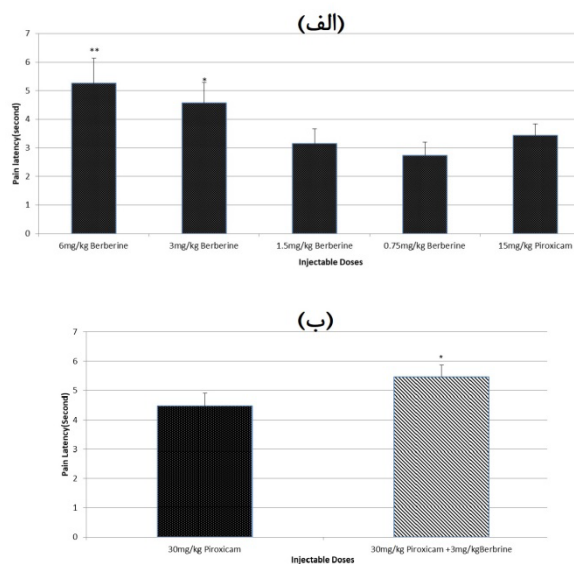 (الف)
7
6
5
4
3
2
1
0
Pain latency(second)
**
*
6mg/kg Berberine 3mg/kg Berberine 1.5mg/kg Berberine 0.75mg/kg Berberine 15mg/kg Piroxicam
Injectable Doses
(ب)
7
6
5
4
3
2
1
0
Pain Latency(Second)
*
30mg/kg Piroxicam 30mg/kg Piroxicam +3mg/kgBerbrine
Injectable Doses